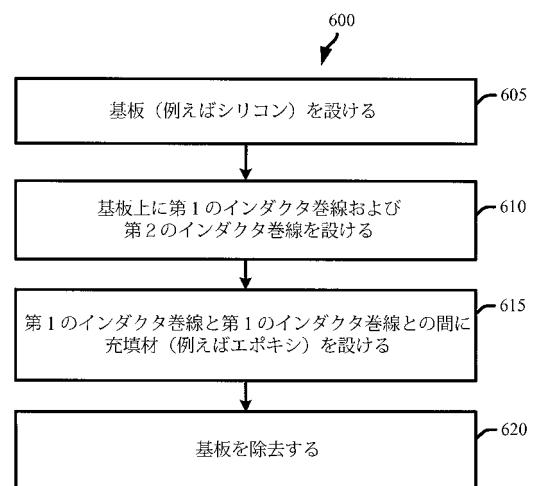 600
基板（例えばシリコン）を設ける
605
基板上に第１のインダクタ巻線および
第２のインダクタ巻線を設ける
610
第１のインダクタ巻線と第１のインダクタ巻線との間に
充填材（例えばエポキシ）を設ける
615
基板を除去する
620